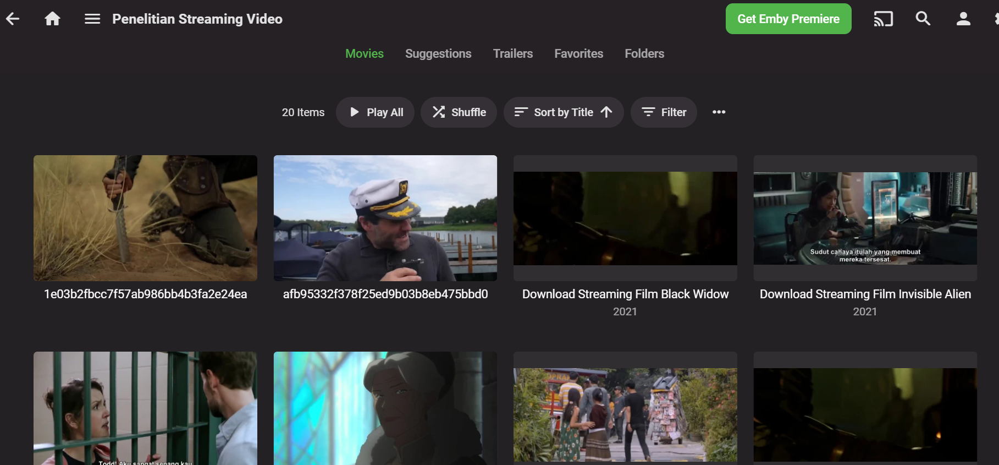 Penelitian Streaming Video
Get Emby Premiere
Movies
Suggestions
Trailers
Favorites
Folders
20 Items
Play All
Shuffle
Sort by Title
Filter
Sudut cahaya itulah yang membuat
mereka tersesat.
1e03b2fbcc7f57ab986bb4b3fa2e24ea
afb95332f378f25ed9b03b8eb475bbd0
Download Streaming Film Black Widow
2021
Download Streaming Film Invisible Alien
2021
Todd! Aku sangat senang kau